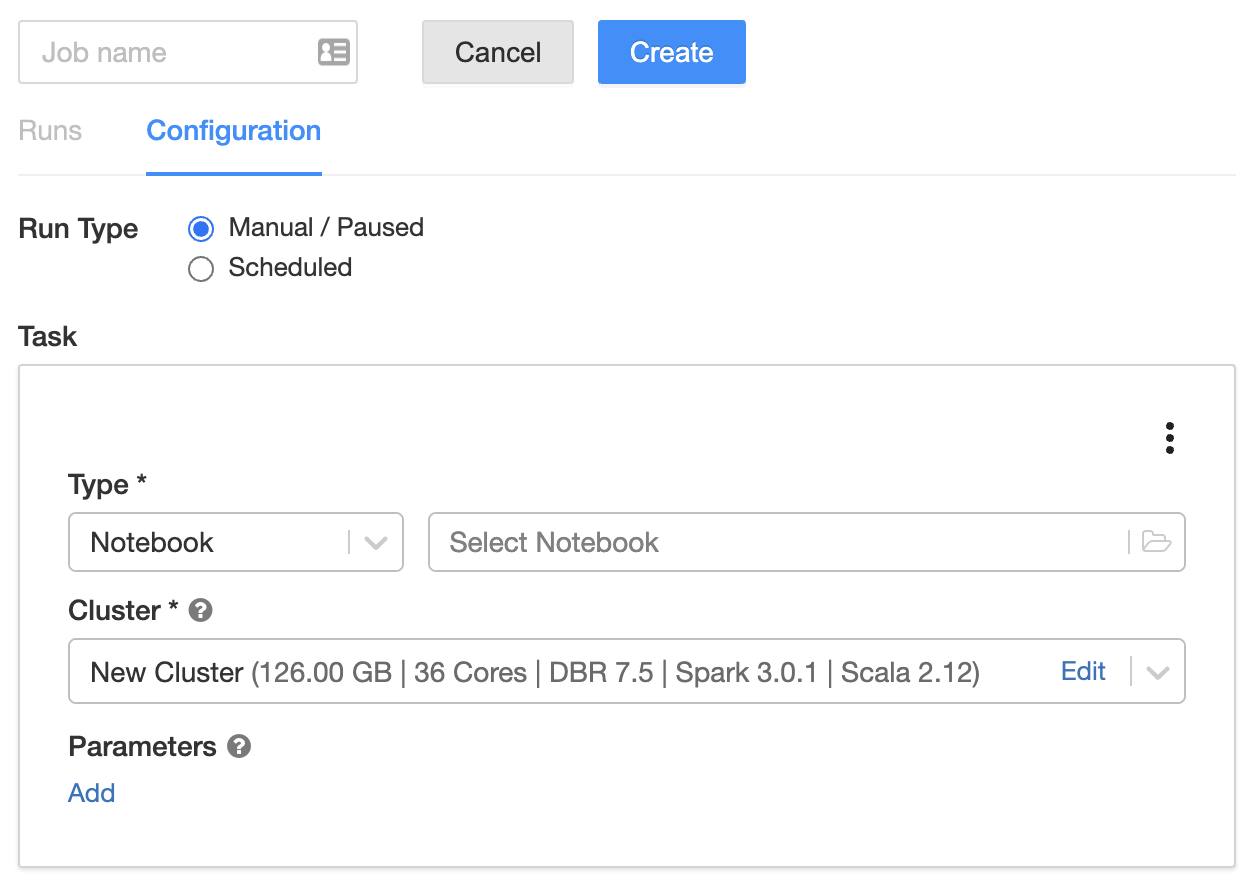 Job name Cancel Create
Runs Configuration
Run Type Manual / Paused
Scheduled
Task
Type *
Notebook Select Notebook
Cluster * ?
New Cluster (126.00 GB | 36 Cores | DBR 7.5 | Spark 3.0.1 | Scala 2.12) Edit
Parameters ?
Add